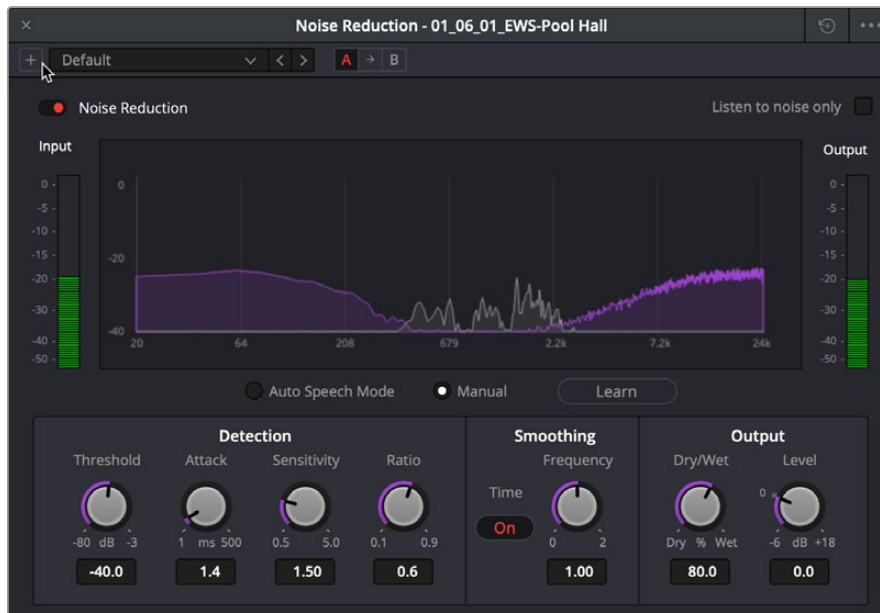 Noise Reduction - 01_06_01_EWS-Pool Hall
Default
A
B
Noise Reduction
Listen to noise only
Input
Output
0
-5
-10
-15
-20
-30
-40
-50
0
-20
-40
20 64 208 679 2.2k 7.2k 24k
0
-5
-10
-15
-20
-30
-40
-50
Auto Speech Mode Manual Learn
Detection
Threshold Attack Sensitivity Ratio
-80 dB -3 1 ms 500 0.5 5.0 0.1 0.9
-40.0 1.4 1.50 0.6
Smoothing
Frequency
Time
On
0 2
1.00
Output
Dry/Wet Level
0
Dry % Wet -6 dB +18
80.0 0.0